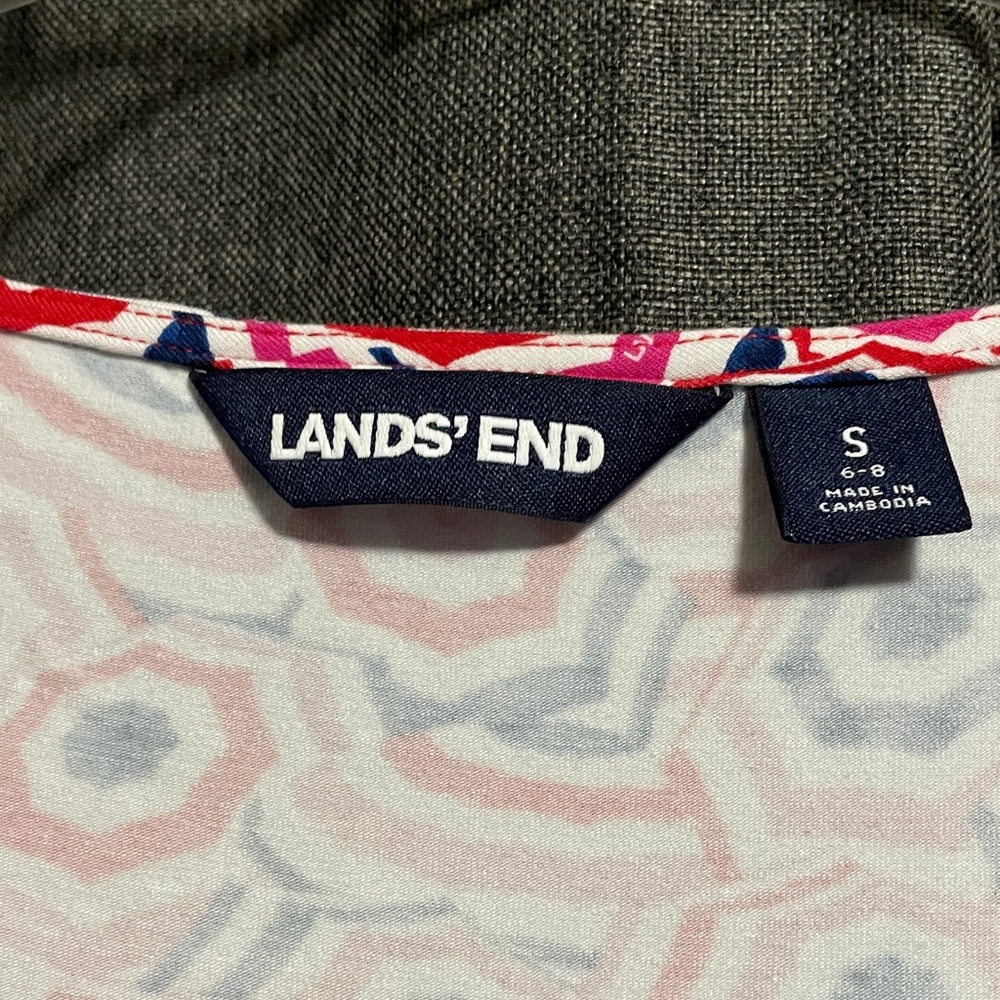 LANDS' END
S
6-8
MADE IN
CAMBODIA